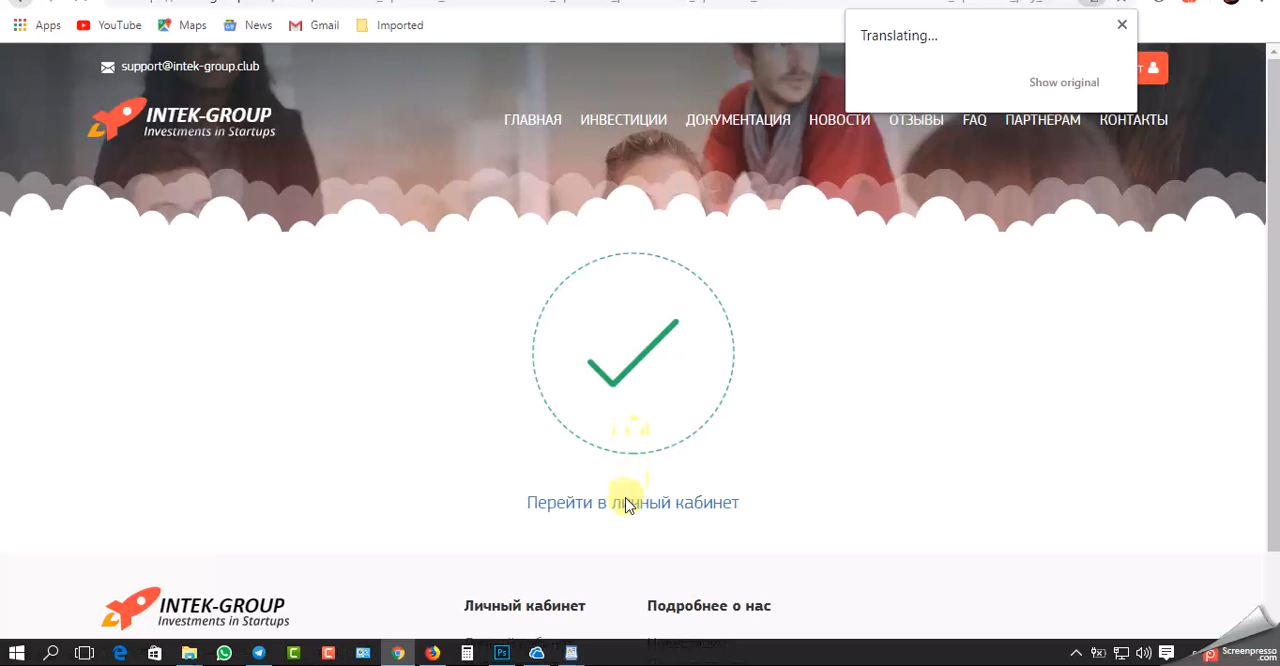 Apps YouTube Maps News Gmail Imported
Translating...
Show original
support@intek-group.club
т
INTEK-GROUP
Investments in Startups
ГЛАВНАЯ ИНВЕСТИЦИИ ДОКУМЕНТАЦИЯ НОВОСТИ ОТЗЫВЫ FAQ ПАРТНЕРАМ КОНТАКТЫ
Перейти в личный кабинет
INTEK-GROUP
Investments in Startups
Личный кабинет
Подробнее о нас
Screenpresso
.com